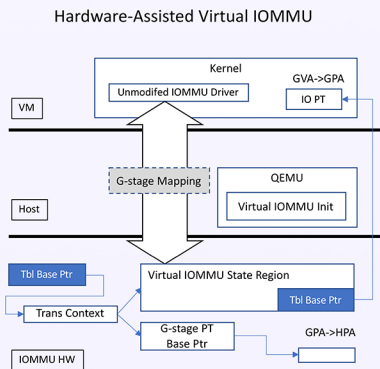 Hardware-Assisted Virtual IOMMU
Kernel
Unmodifed IOMMU Driver
GVA->GPA
IO PT
VM
G-stage Mapping
QEMU
Virtual IOMMU Init
Host
Tbl Base Ptr
Virtual IOMMU State Region
Tbl Base Ptr
Trans Context
G-stage PT
Base Ptr
GPA->HPA
IOMMU HW